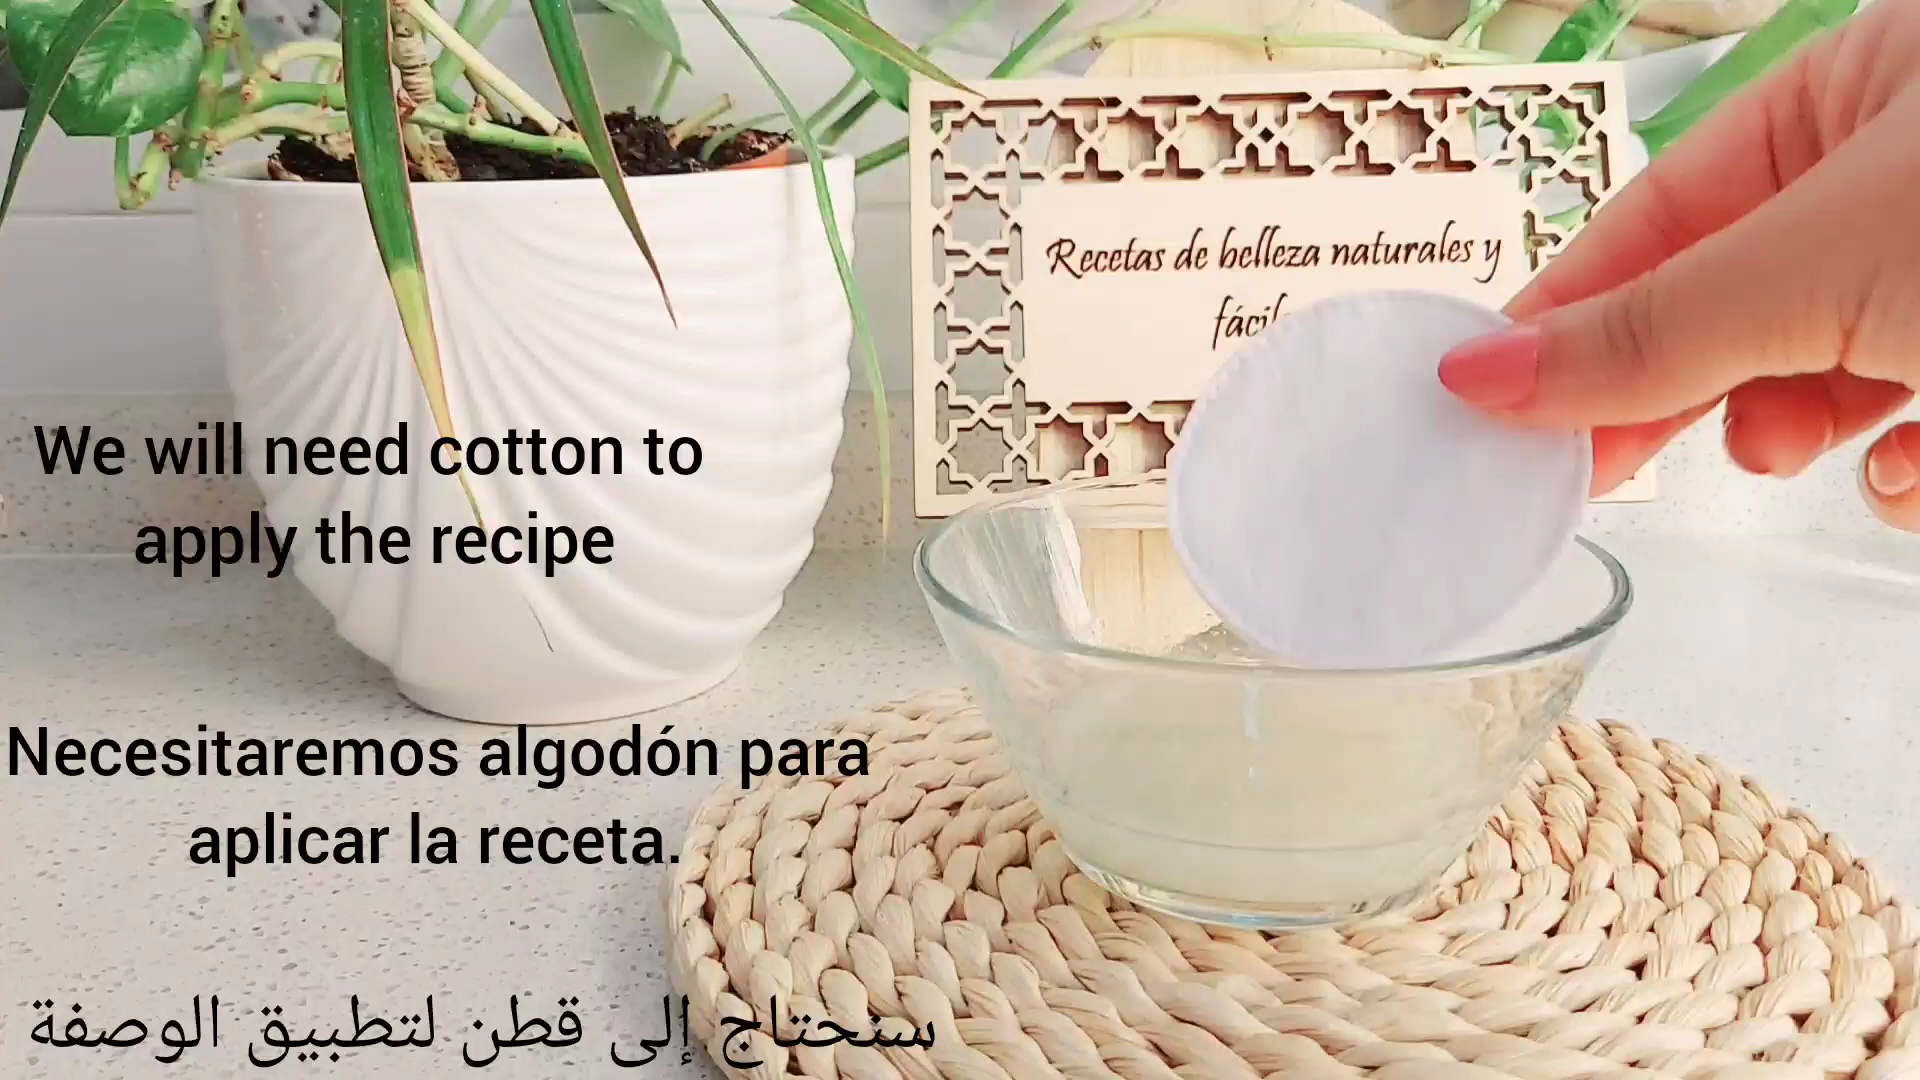 Recetas de belleza naturales y
We will need cotton to
apply the recipe
Necesitaremos algodón para
aplicar la receta.
سنحتاج إلى قطن لتطبيق الوصفة